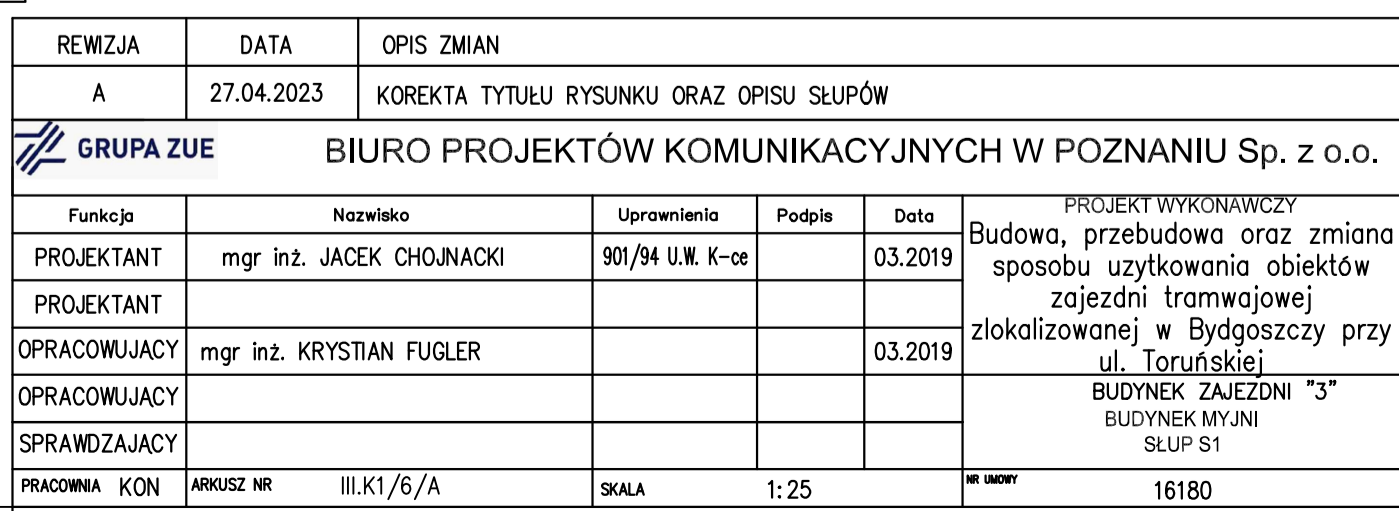 REWIZJA DATA OPIS ZMIAN
A 27.04.2023 KOREKTA TYTUŁU RYSUNKU ORAZ OPISU SŁUPÓW
GRUPA ZUE BIURO PROJEKTÓW KOMUNIKACYJNYCH W POZNANIU Sp. z o.o.
Funkcja Nazwisko Uprawnienia Podpis Data
PROJEKTANT mgr inż. JACEK CHOJNACKI 901/94 U.W. K-ce 03.2019
PROJEKTANT
OPRACOWUJĄCY mgr inż. KRYSTIAN FUGLER 03.2019
OPRACOWUJĄCY
SPRAWDZAJĄCY
PROJEKT WYKONAWCZY
Budowa, przebudowa oraz zmiana
sposobu uzytkowania obiektów
zajezdni tramwajowej
zlokalizowanej w Bydgoszczy przy
ul. Toruńskiej
BUDYNEK ZAJEZDNI "3"
BUDYNEK MYJNI
SŁUP S1
PRACOWNIA KON ARKUSZ NR III.K1/6/A SKALA 1:25 NR UMOWY 16180